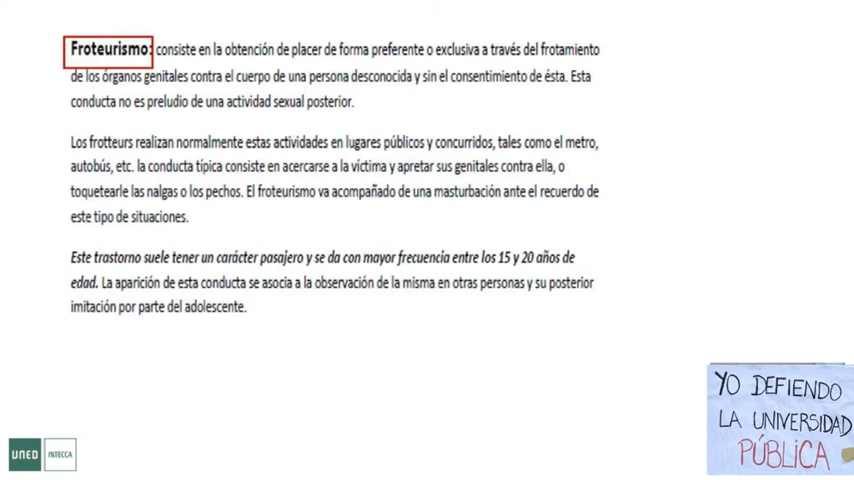 Froteurismo: consiste en la obtención de placer de forma preferente o exclusiva a través del frotamiento
de los órganos genitales contra el cuerpo de una persona desconocida y sin el consentimiento de ésta. Esta
conducta no es preludio de una actividad sexual posterior.
Los frotteurs realizan normalmente estas actividades en lugares públicos y concurridos, tales como el metro,
autobús, etc. la conducta típica consiste en acercarse a la víctima y apretar sus genitales contra ella, o
toquetearle las nalgas o los pechos. El froteurismo va acompañado de una masturbación ante el recuerdo de
este tipo de situaciones.
Este trastorno suele tener un carácter pasajero y se da con mayor frecuencia entre los 15 y 20 años de
edad. La aparición de esta conducta se asocia a la observación de la misma en otras personas y su posterior
imitación por parte del adolescente.
YO DEFIENDO
LA UNIVERSIDAD
PÚBLICA
UNED INTECCA